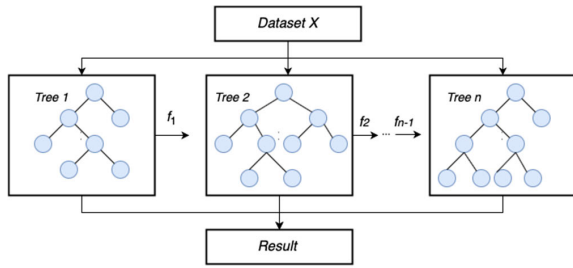 Dataset X
Tree 1
f1
Tree 2
f2
... fn-1
Tree n
Result